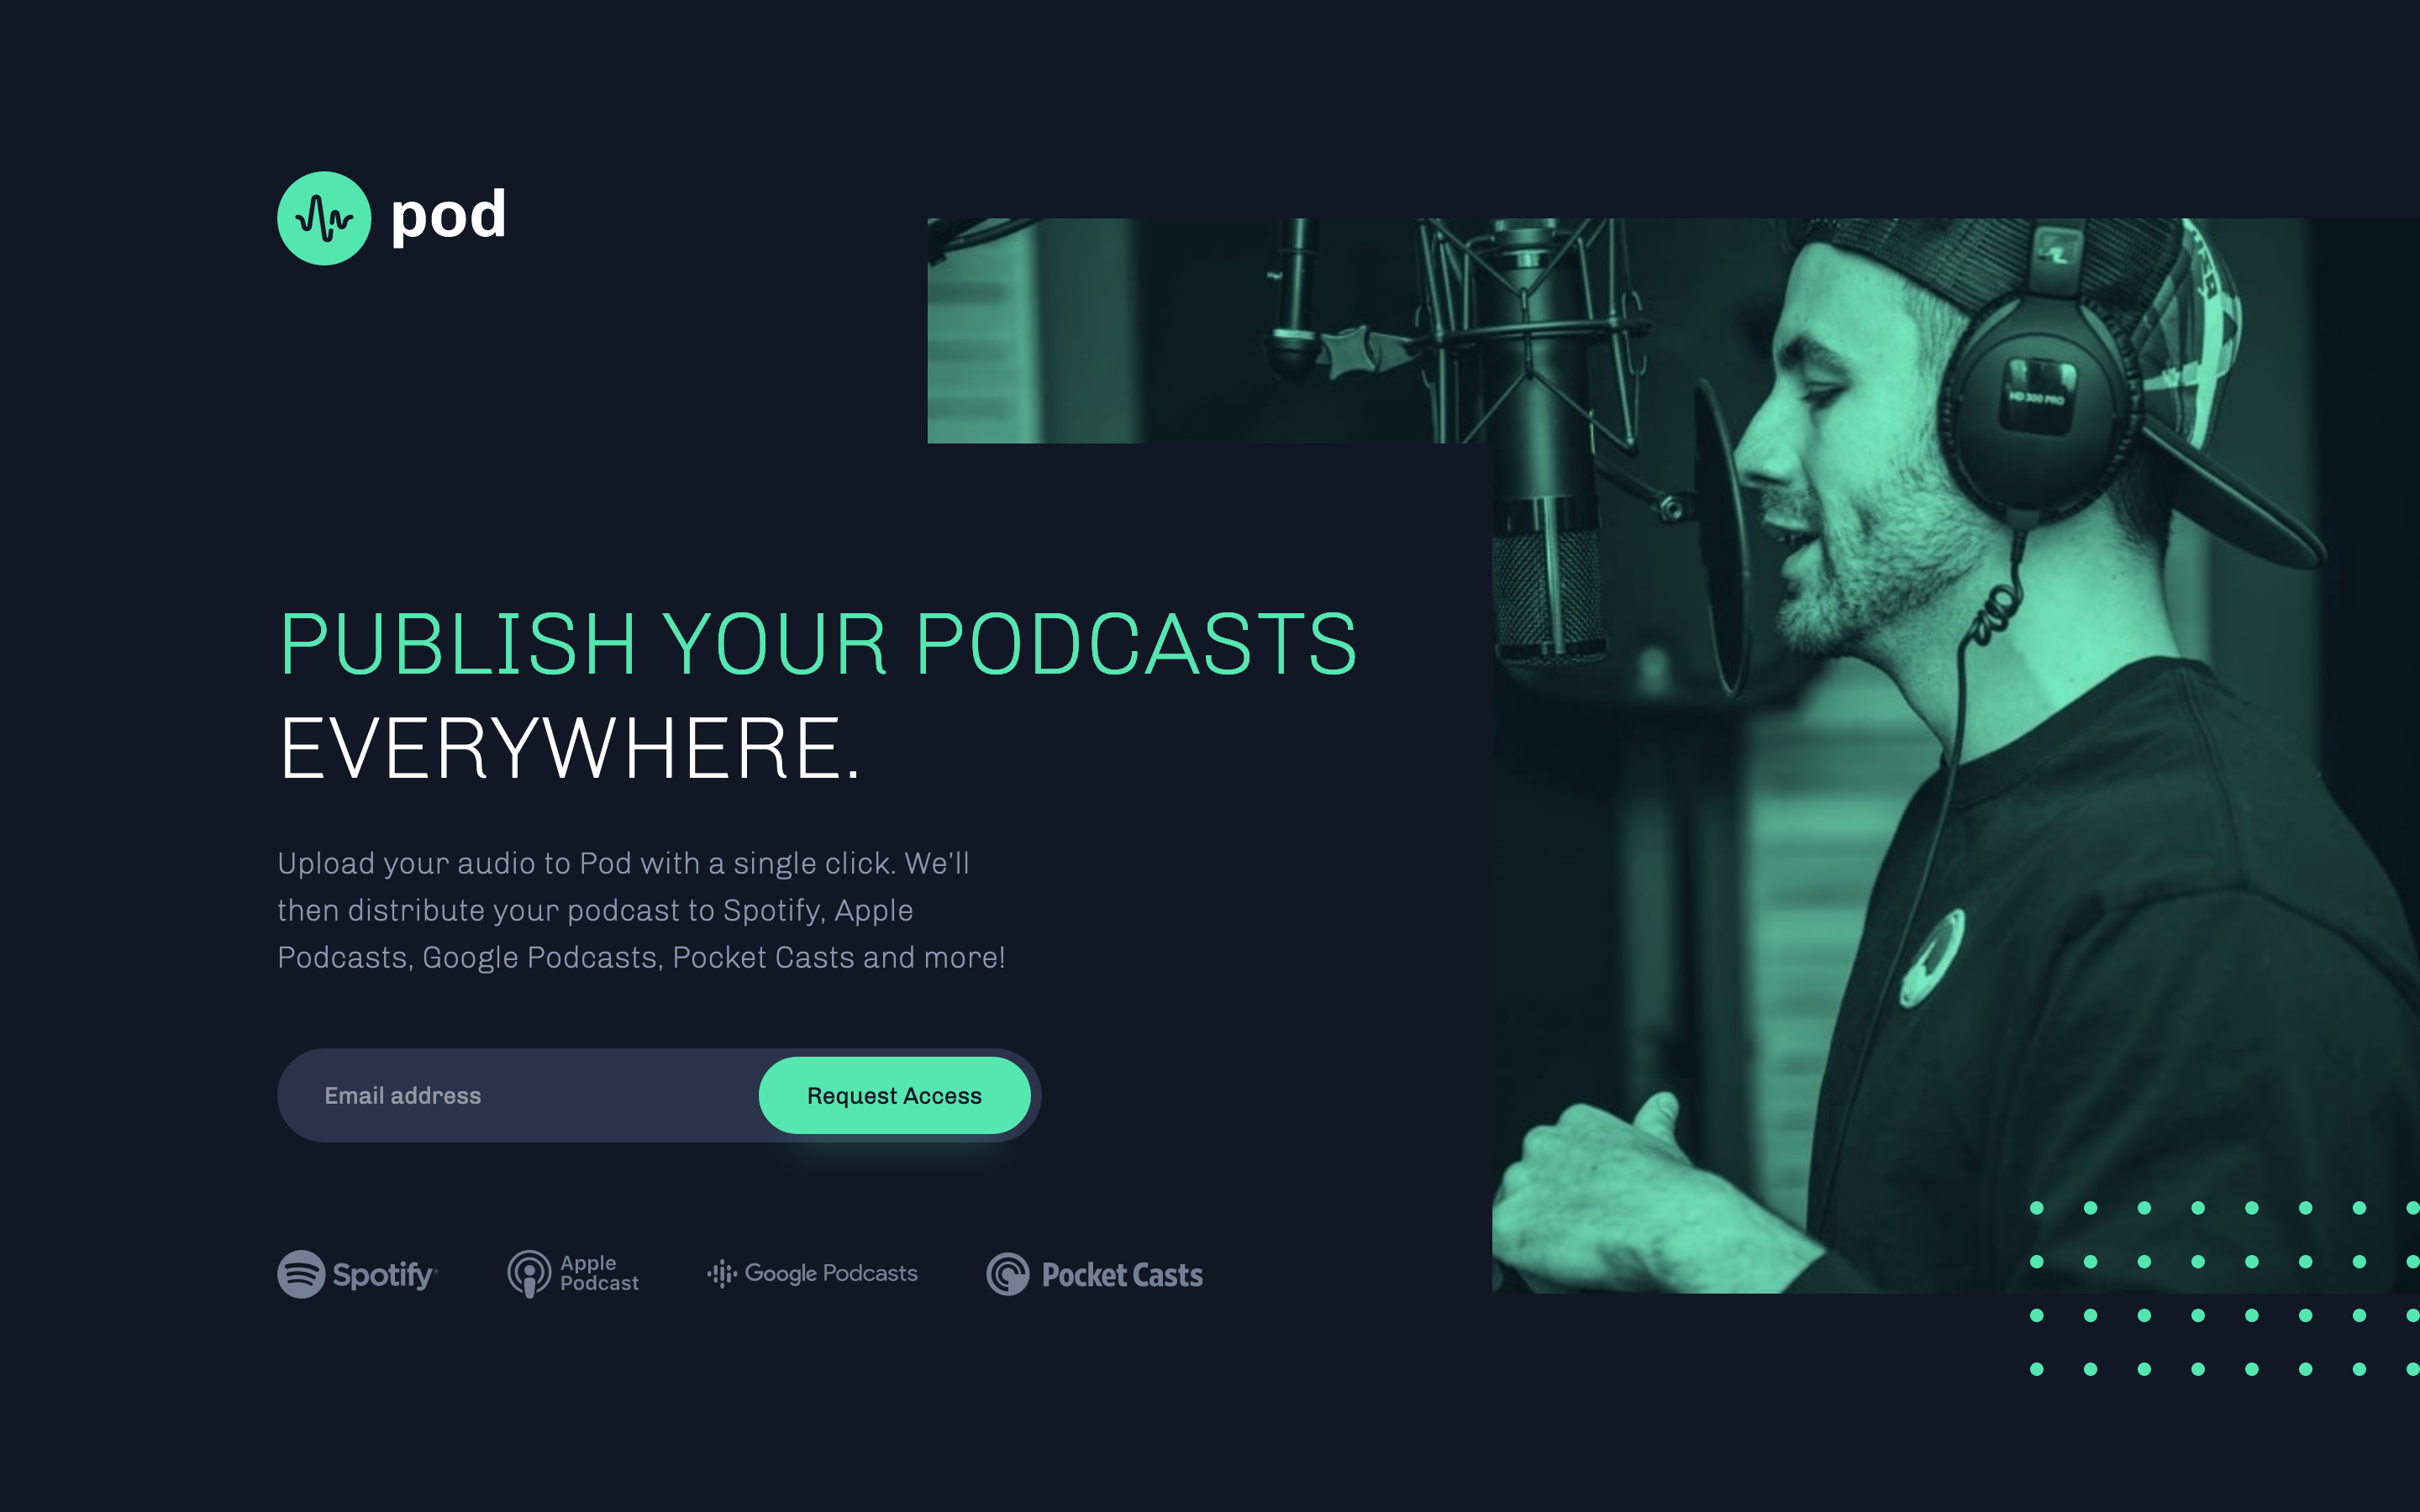 pod
HD 300 PRO
PUBLISH YOUR PODCASTS
EVERYWHERE.
Upload your audio to Pod with a single click. We’ll
then distribute your podcast to Spotify, Apple
Podcasts, Google Podcasts, Pocket Casts and more!
Email address
Request Access
Spotify®
Apple
Podcast
Google Podcasts
Pocket Casts